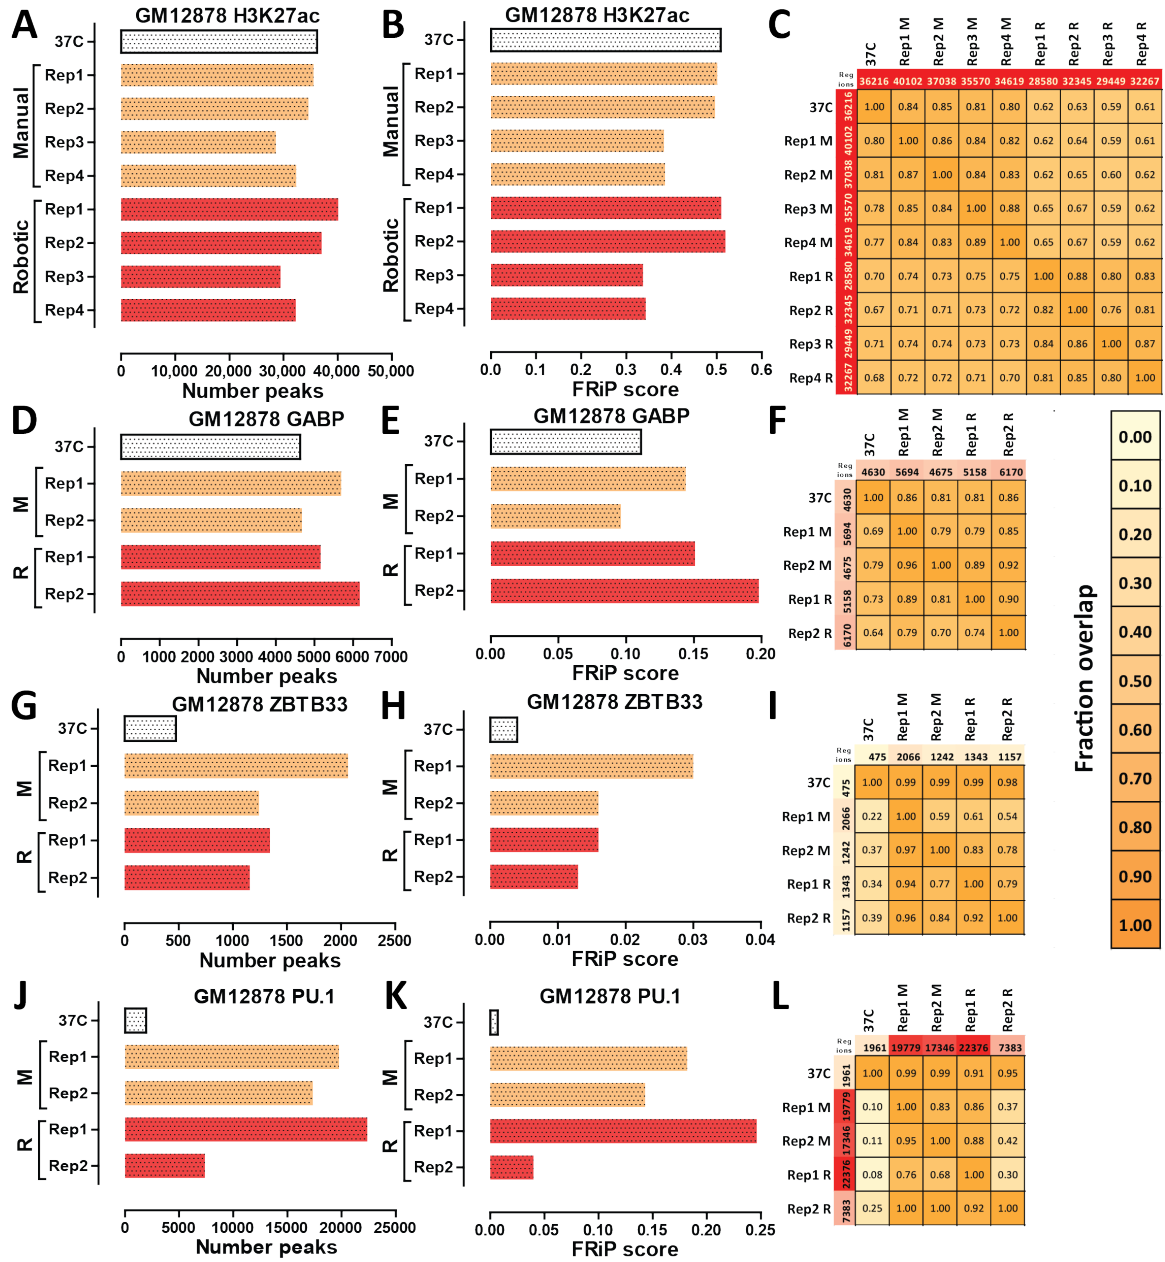 A
GM12878 H3K27ac
37C
Manual
Rep1
Rep2
Rep3
Rep4
Robotic
Rep1
Rep2
Rep3
Rep4
0 10,000 20,000 30,000 40,000 50,000
Number peaks
B
GM12878 H3K27ac
37C
Manual
Rep1
Rep2
Rep3
Rep4
Robotic
Rep1
Rep2
Rep3
Rep4
0 0.1 0.2 0.3 0.4 0.5 0.6
FRiP score
C
37C Rep1 M Rep2 M Rep3 M Rep4 M Rep1 R Rep2 R Rep3 R Rep4 R
Reg
ions 36216 40102 37038 35570 34619 28580 32345 29449 32267
37C 36216 1.00 0.84 0.85 0.81 0.80 0.62 0.63 0.59 0.61
Rep1 M 40102 0.80 1.00 0.86 0.84 0.82 0.62 0.64 0.59 0.61
Rep2 M 37038 0.81 0.87 1.00 0.84 0.83 0.62 0.65 0.60 0.62
Rep3 M 35570 0.78 0.85 0.84 1.00 0.88 0.65 0.67 0.59 0.62
Rep4 M 34619 0.77 0.84 0.83 0.89 1.00 0.65 0.67 0.59 0.62
Rep1 R 28580 0.70 0.74 0.73 0.75 0.75 1.00 0.88 0.80 0.83
Rep2 R 32345 0.67 0.71 0.71 0.73 0.72 0.82 1.00 0.76 0.81
Rep3 R 29449 0.71 0.74 0.74 0.73 0.73 0.84 0.86 1.00 0.87
Rep4 R 32267 0.68 0.72 0.72 0.71 0.70 0.81 0.85 0.80 1.00
D
GM12878 GABP
37C
M
Rep1
Rep2
R
Rep1
Rep2
0 1000 2000 3000 4000 5000 6000 7000
Number peaks
E
GM12878 GABP
37C
M
Rep1
Rep2
R
Rep1
Rep2
0.00 0.05 0.10 0.15 0.20
FRiP score
F
37C Rep1 M Rep2 M Rep1 R Rep2 R
Reg
ions 4630 5694 4675 5158 6170
37C 4630 1.00 0.86 0.81 0.81 0.86
Rep1 M 5694 0.69 1.00 0.79 0.79 0.85
Rep2 M 4675 0.79 0.96 1.00 0.89 0.92
Rep1 R 5158 0.73 0.89 0.81 1.00 0.90
Rep2 R 6170 0.64 0.79 0.70 0.74 1.00
Fraction overlap
0.00
0.10
0.20
0.30
0.40
0.50
0.60
0.70
0.80
0.90
1.00
G
GM12878 ZBTB33
37C
M
Rep1
Rep2
R
Rep1
Rep2
0 500 1000 1500 2000 2500
Number peaks
H
GM12878 ZBTB33
37C
M
Rep1
Rep2
R
Rep1
Rep2
0.00 0.01 0.02 0.03 0.04
FRiP score
I
37C Rep1 M Rep2 M Rep1 R Rep2 R
Reg
ions 475 2066 1242 1343 1157
37C 475 1.00 0.99 0.99 0.99 0.98
Rep1 M 2066 0.22 1.00 0.59 0.61 0.54
Rep2 M 1242 0.37 0.97 1.00 0.83 0.78
Rep1 R 1343 0.34 0.94 0.77 1.00 0.79
Rep2 R 1157 0.39 0.96 0.84 0.92 1.00
J
GM12878 PU.1
37C
M
Rep1
Rep2
R
Rep1
Rep2
0 5000 10000 15000 20000 25000
Number peaks
K
GM12878 PU.1
37C
M
Rep1
Rep2
R
Rep1
Rep2
0.00 0.05 0.10 0.15 0.20 0.25
FRiP score
L
37C Rep1 M Rep2 M Rep1 R Rep2 R
Reg
ions 1961 19779 17346 22376 7383
37C 1961 1.00 0.99 0.99 0.91 0.95
Rep1 M 19779 0.10 1.00 0.83 0.86 0.37
Rep2 M 17346 0.11 0.95 1.00 0.88 0.42
Rep1 R 22376 0.08 0.76 0.68 1.00 0.30
Rep2 R 7383 0.25 1.00 1.00 0.92 1.00